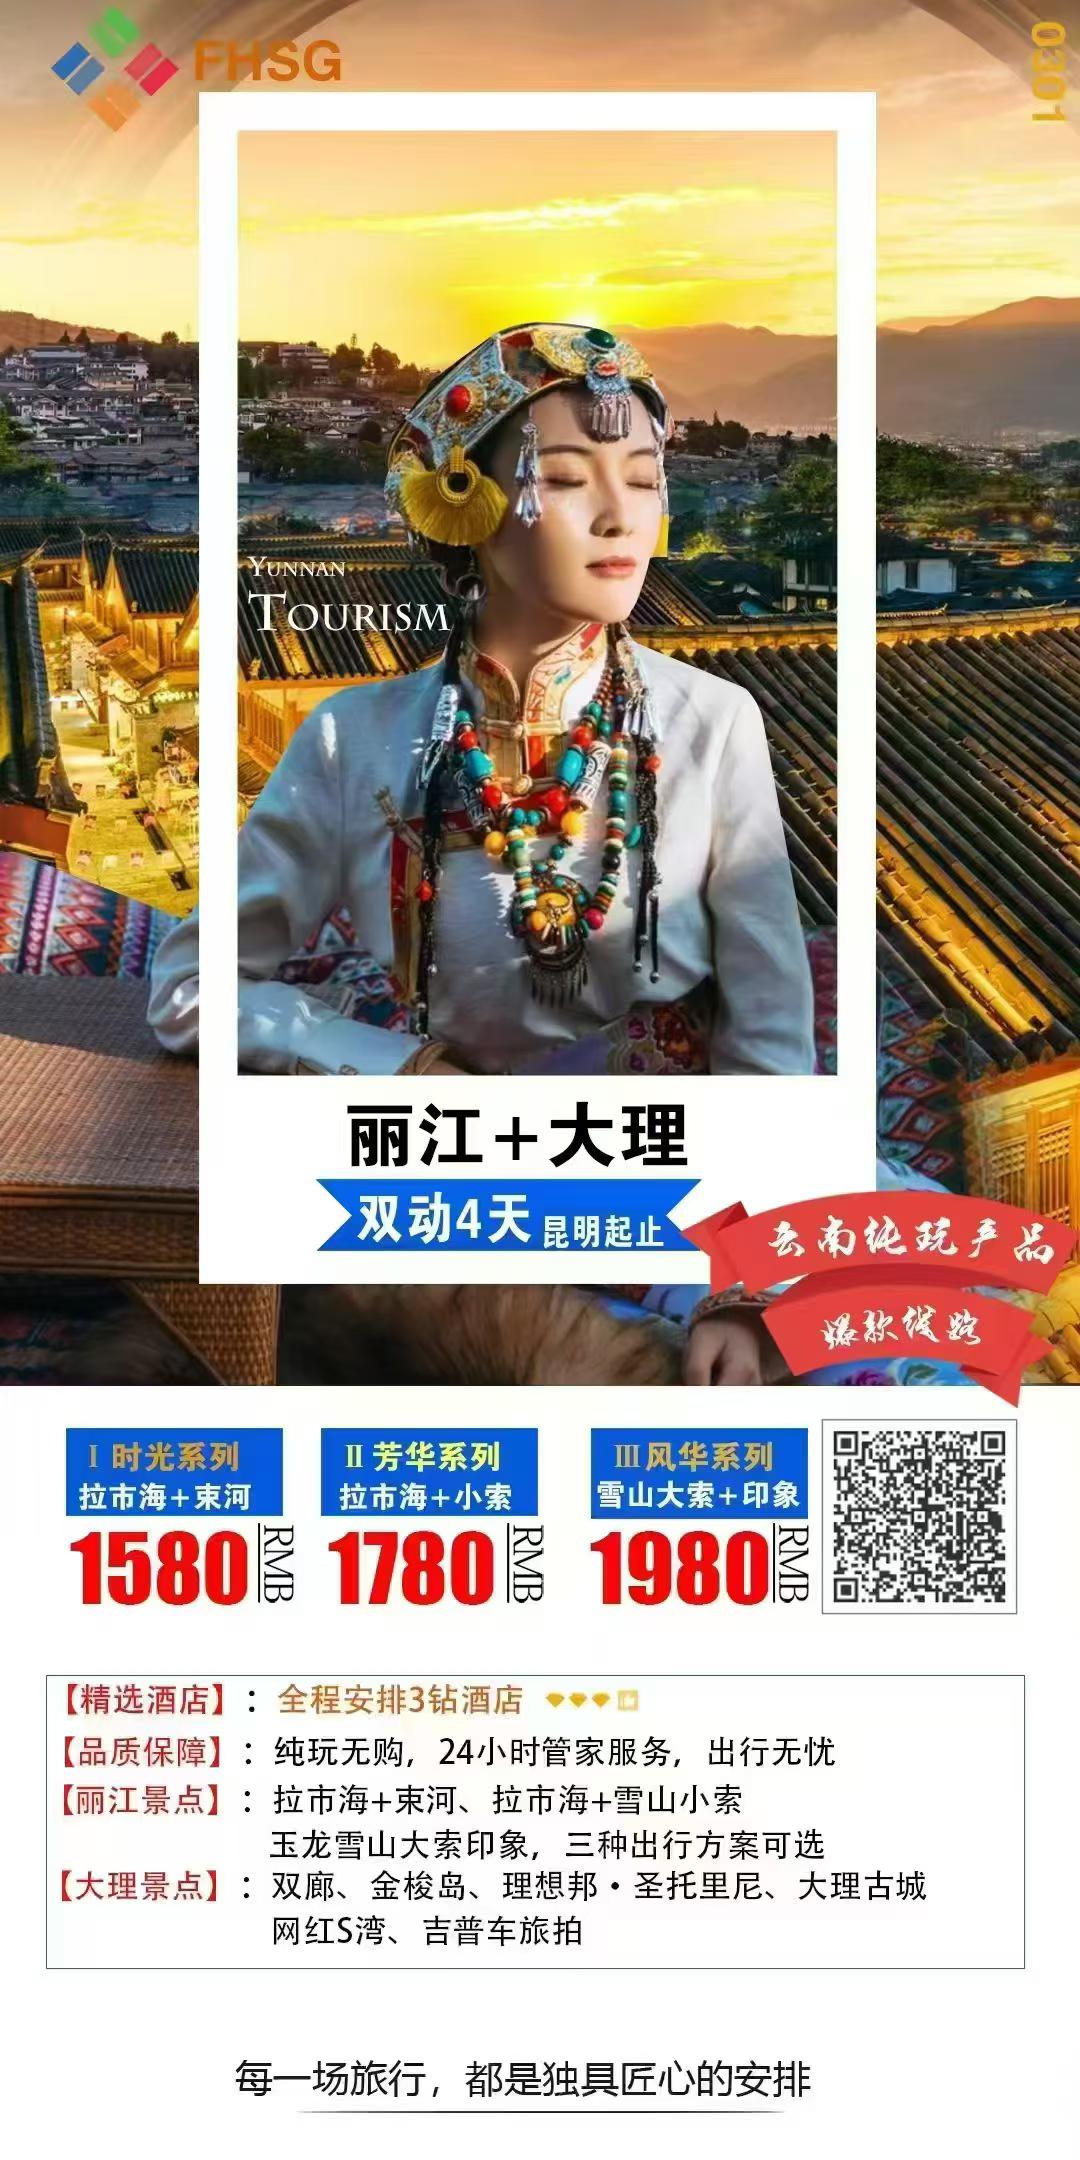 FHSG
0301
YUNNAN
TOURISM
丽江+大理
双动4天 昆明起止
云南纯玩产品
爆款线路
I 时光系列
拉市海+束河
1580 RMB
II 芳华系列
拉市海+小索
1780 RMB
III 风华系列
雪山大索+印象
1980 RMB
【精选酒店】：全程安排3钻酒店
【品质保障】：纯玩无购，24小时管家服务，出行无忧
【丽江景点】：拉市海+束河、拉市海+雪山小索
玉龙雪山大索印象，三种出行方案可选
【大理景点】：双廊、金梭岛、理想邦·圣托里尼、大理古城
网红S湾、吉普车旅拍
每一场旅行，都是独具匠心的安排